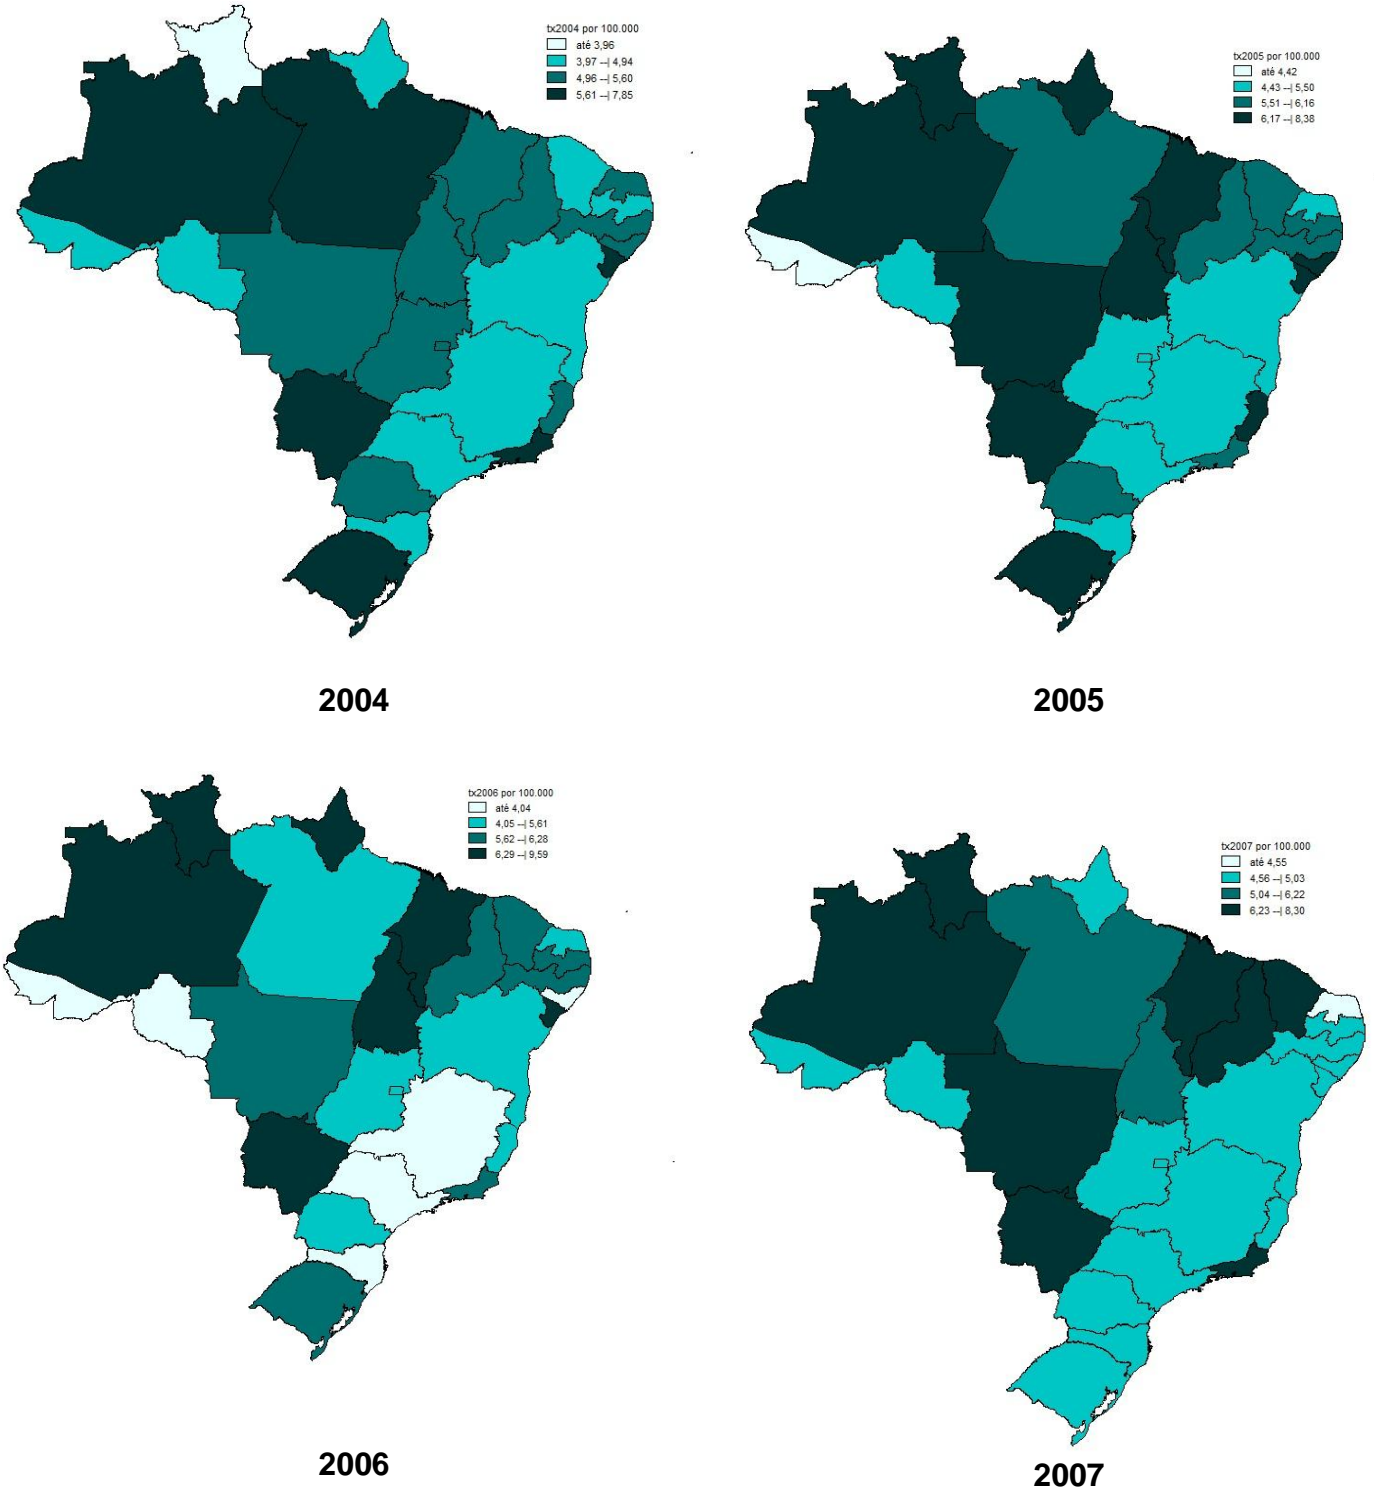 tx2004 por 100.000
até 3,96
3,97 --| 4,94
4,96 --| 5,60
5,61 --| 7,85
tx2005 por 100.000
até 4,42
4,43 --| 5,50
5,51 --| 6,16
6,17 --| 8,38
2004
2005
tx2006 por 100.000
até 4,04
4,05 --| 5,61
5,62 --| 6,28
6,29 --| 9,59
tx2007 por 100.000
até 4,55
4,56 --| 5,03
5,04 --| 6,22
6,23 --| 8,30
2006
2007